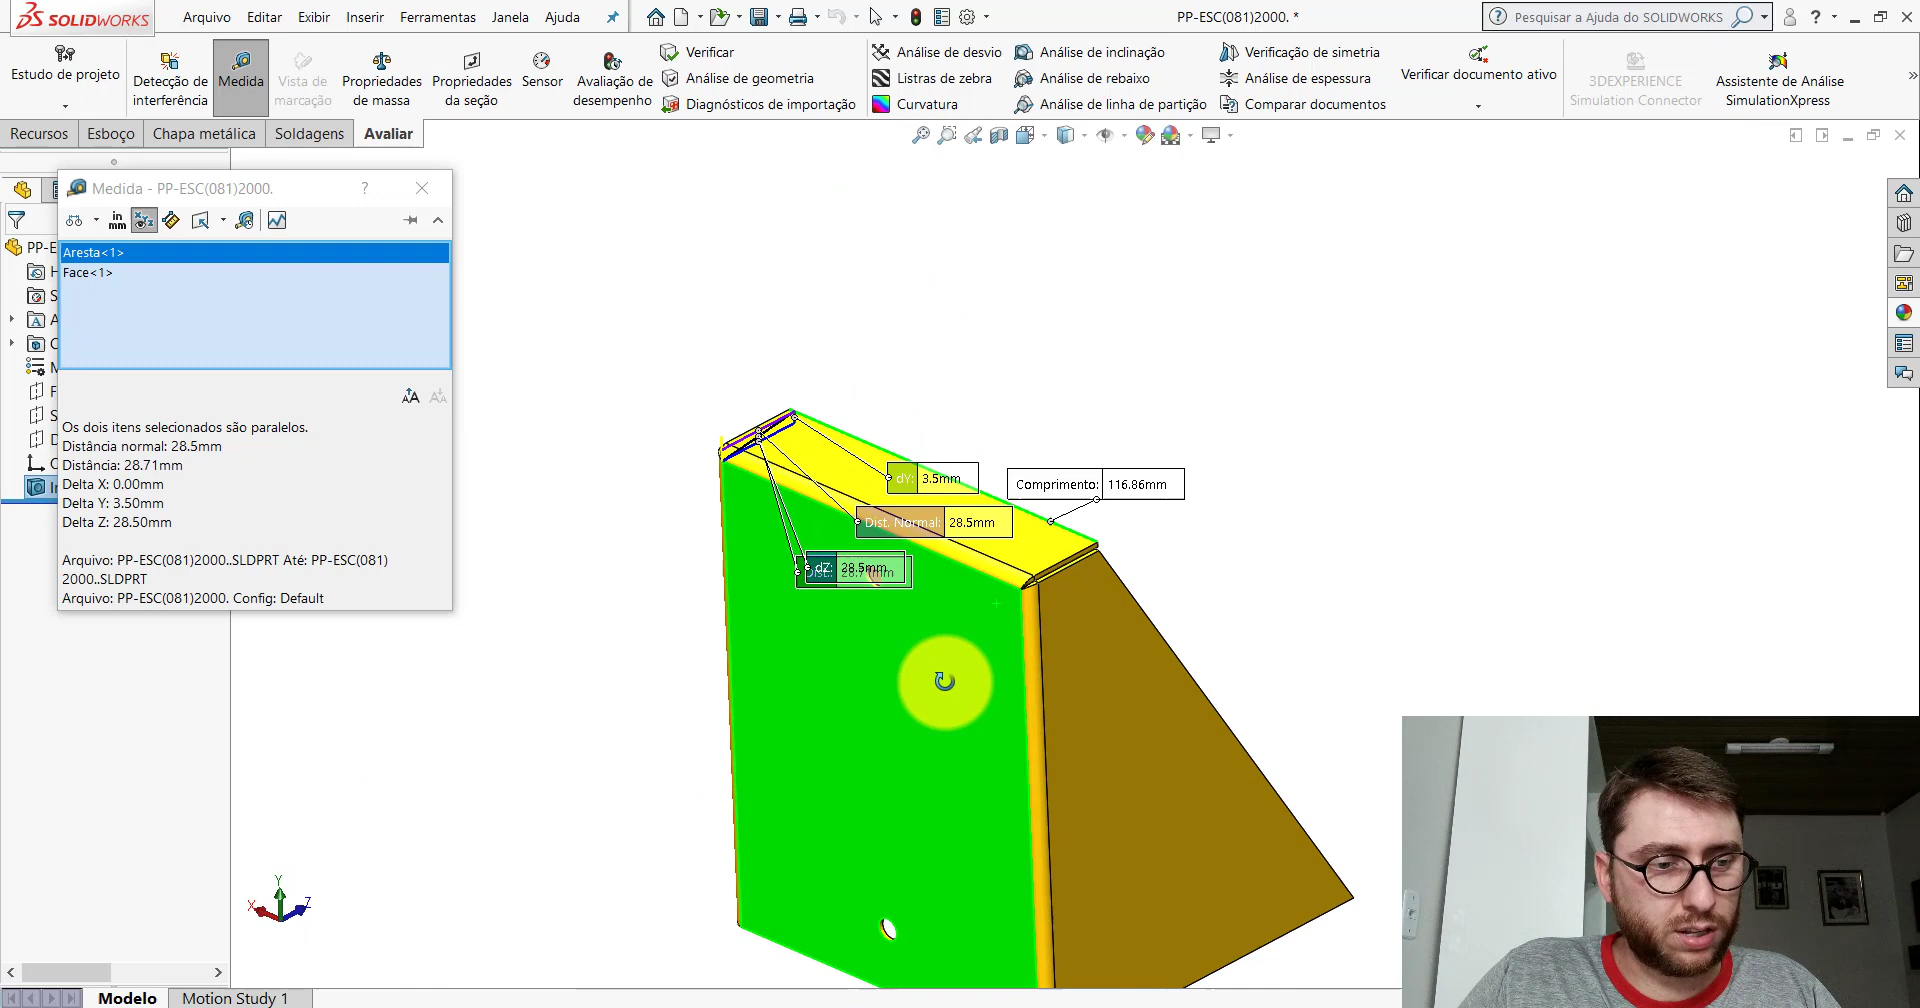 SOLIDWORKS
Arquivo Editar Exibir Inserir Ferramentas Janela Ajuda
PP-ESC(081)2000. *
Pesquisar a Ajuda do SOLIDWORKS
Estudo de projeto
Detecção de interferência
Medida
Vista de marcação
Propriedades de massa
Propriedades da seção
Sensor
Avaliação de desempenho
Verificar
Análise de geometria
Diagnósticos de importação
Análise de desvio
Listras de zebra
Curvatura
Análise de inclinação
Análise de rebaixo
Análise de linha de partição
Verificação de simetria
Análise de espessura
Comparar documentos
Verificar documento ativo
3DEXPERIENCE
Simulation Connector
Assistente de Análise
SimulationXpress
Recursos Esboço Chapa metálica Soldagens Avaliar
Medida - PP-ESC(081)2000.
in
mm
Aresta<1>
Face<1>
PP-E
Os dois itens selecionados são paralelos.
Distância normal: 28.5mm
Distância: 28.71mm
Delta X: 0.00mm
Delta Y: 3.50mm
Delta Z: 28.50mm
Arquivo: PP-ESC(081)2000..SLDPRT Até: PP-ESC(081)
2000..SLDPRT
Arquivo: PP-ESC(081)2000. Config: Default
dY: 3.5mm
Comprimento: 116.86mm
Dist. Normal: 28.5mm
dZ: 28.5mm
Y
X
Z
Modelo Motion Study 1